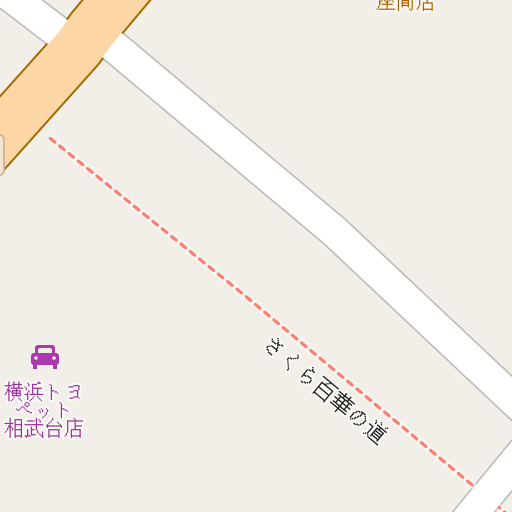 座間店
さくら百華の道
横浜トヨ
ペット
相武台店